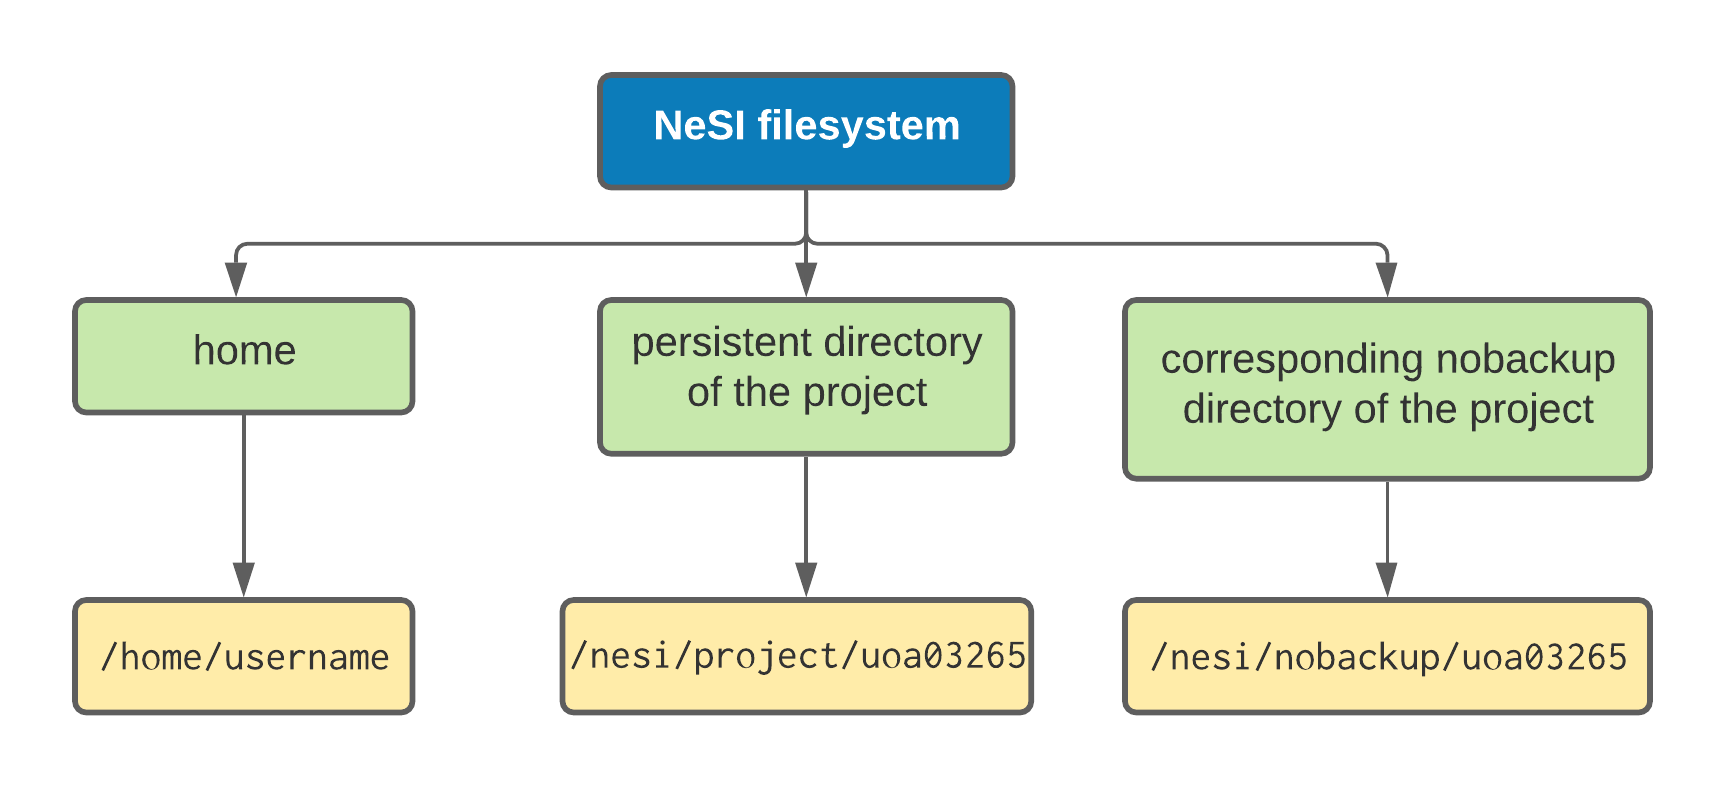 NeSI filesystem
home
persistent directory
of the project
corresponding nobackup
directory of the project
/home/username
/nesi/project/uoa03265
/nesi/nobackup/uoa03265